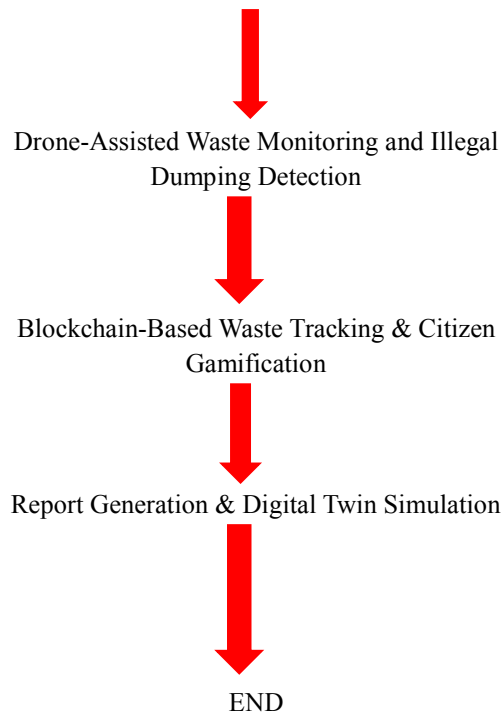 Drone-Assisted Waste Monitoring and Illegal
Dumping Detection
Blockchain-Based Waste Tracking & Citizen
Gamification
Report Generation & Digital Twin Simulation
END